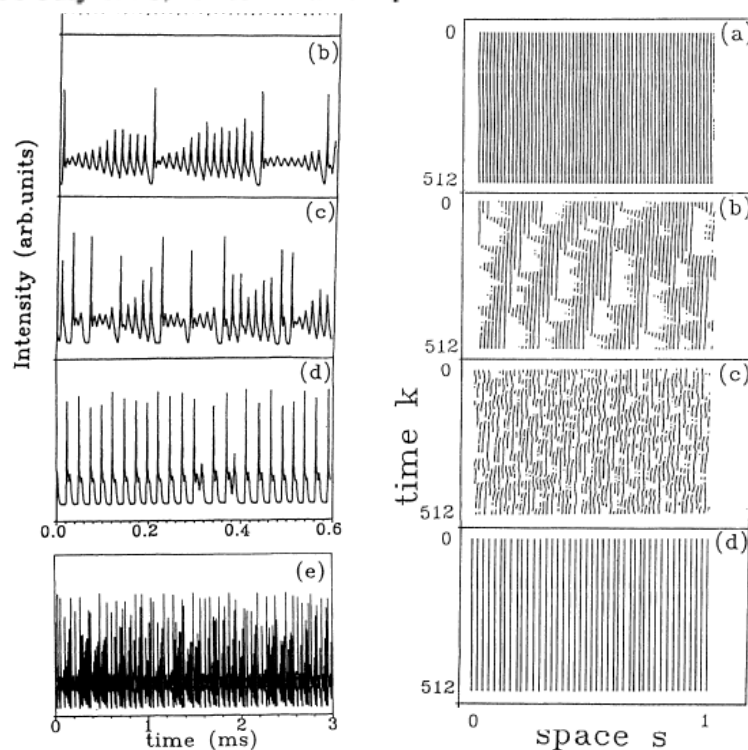 (b)
(c)
(d)
Intensity (arb.units)
0.0 0.2 0.4 0.6
(e)
0 1 2 3
time (ms)
0 (a)
512
0 (b)
512
0 (c)
512
0 (d)
512
time k
0 1
space s